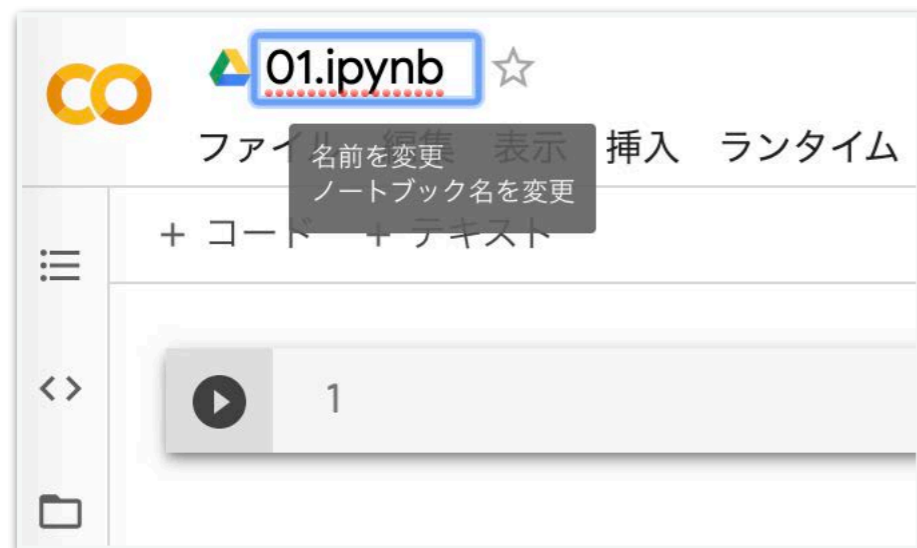 01.ipynb
ファイル 編集 表示 挿入 ランタイム
名前を変更
ノートブック名を変更
+ コード + テキスト
1